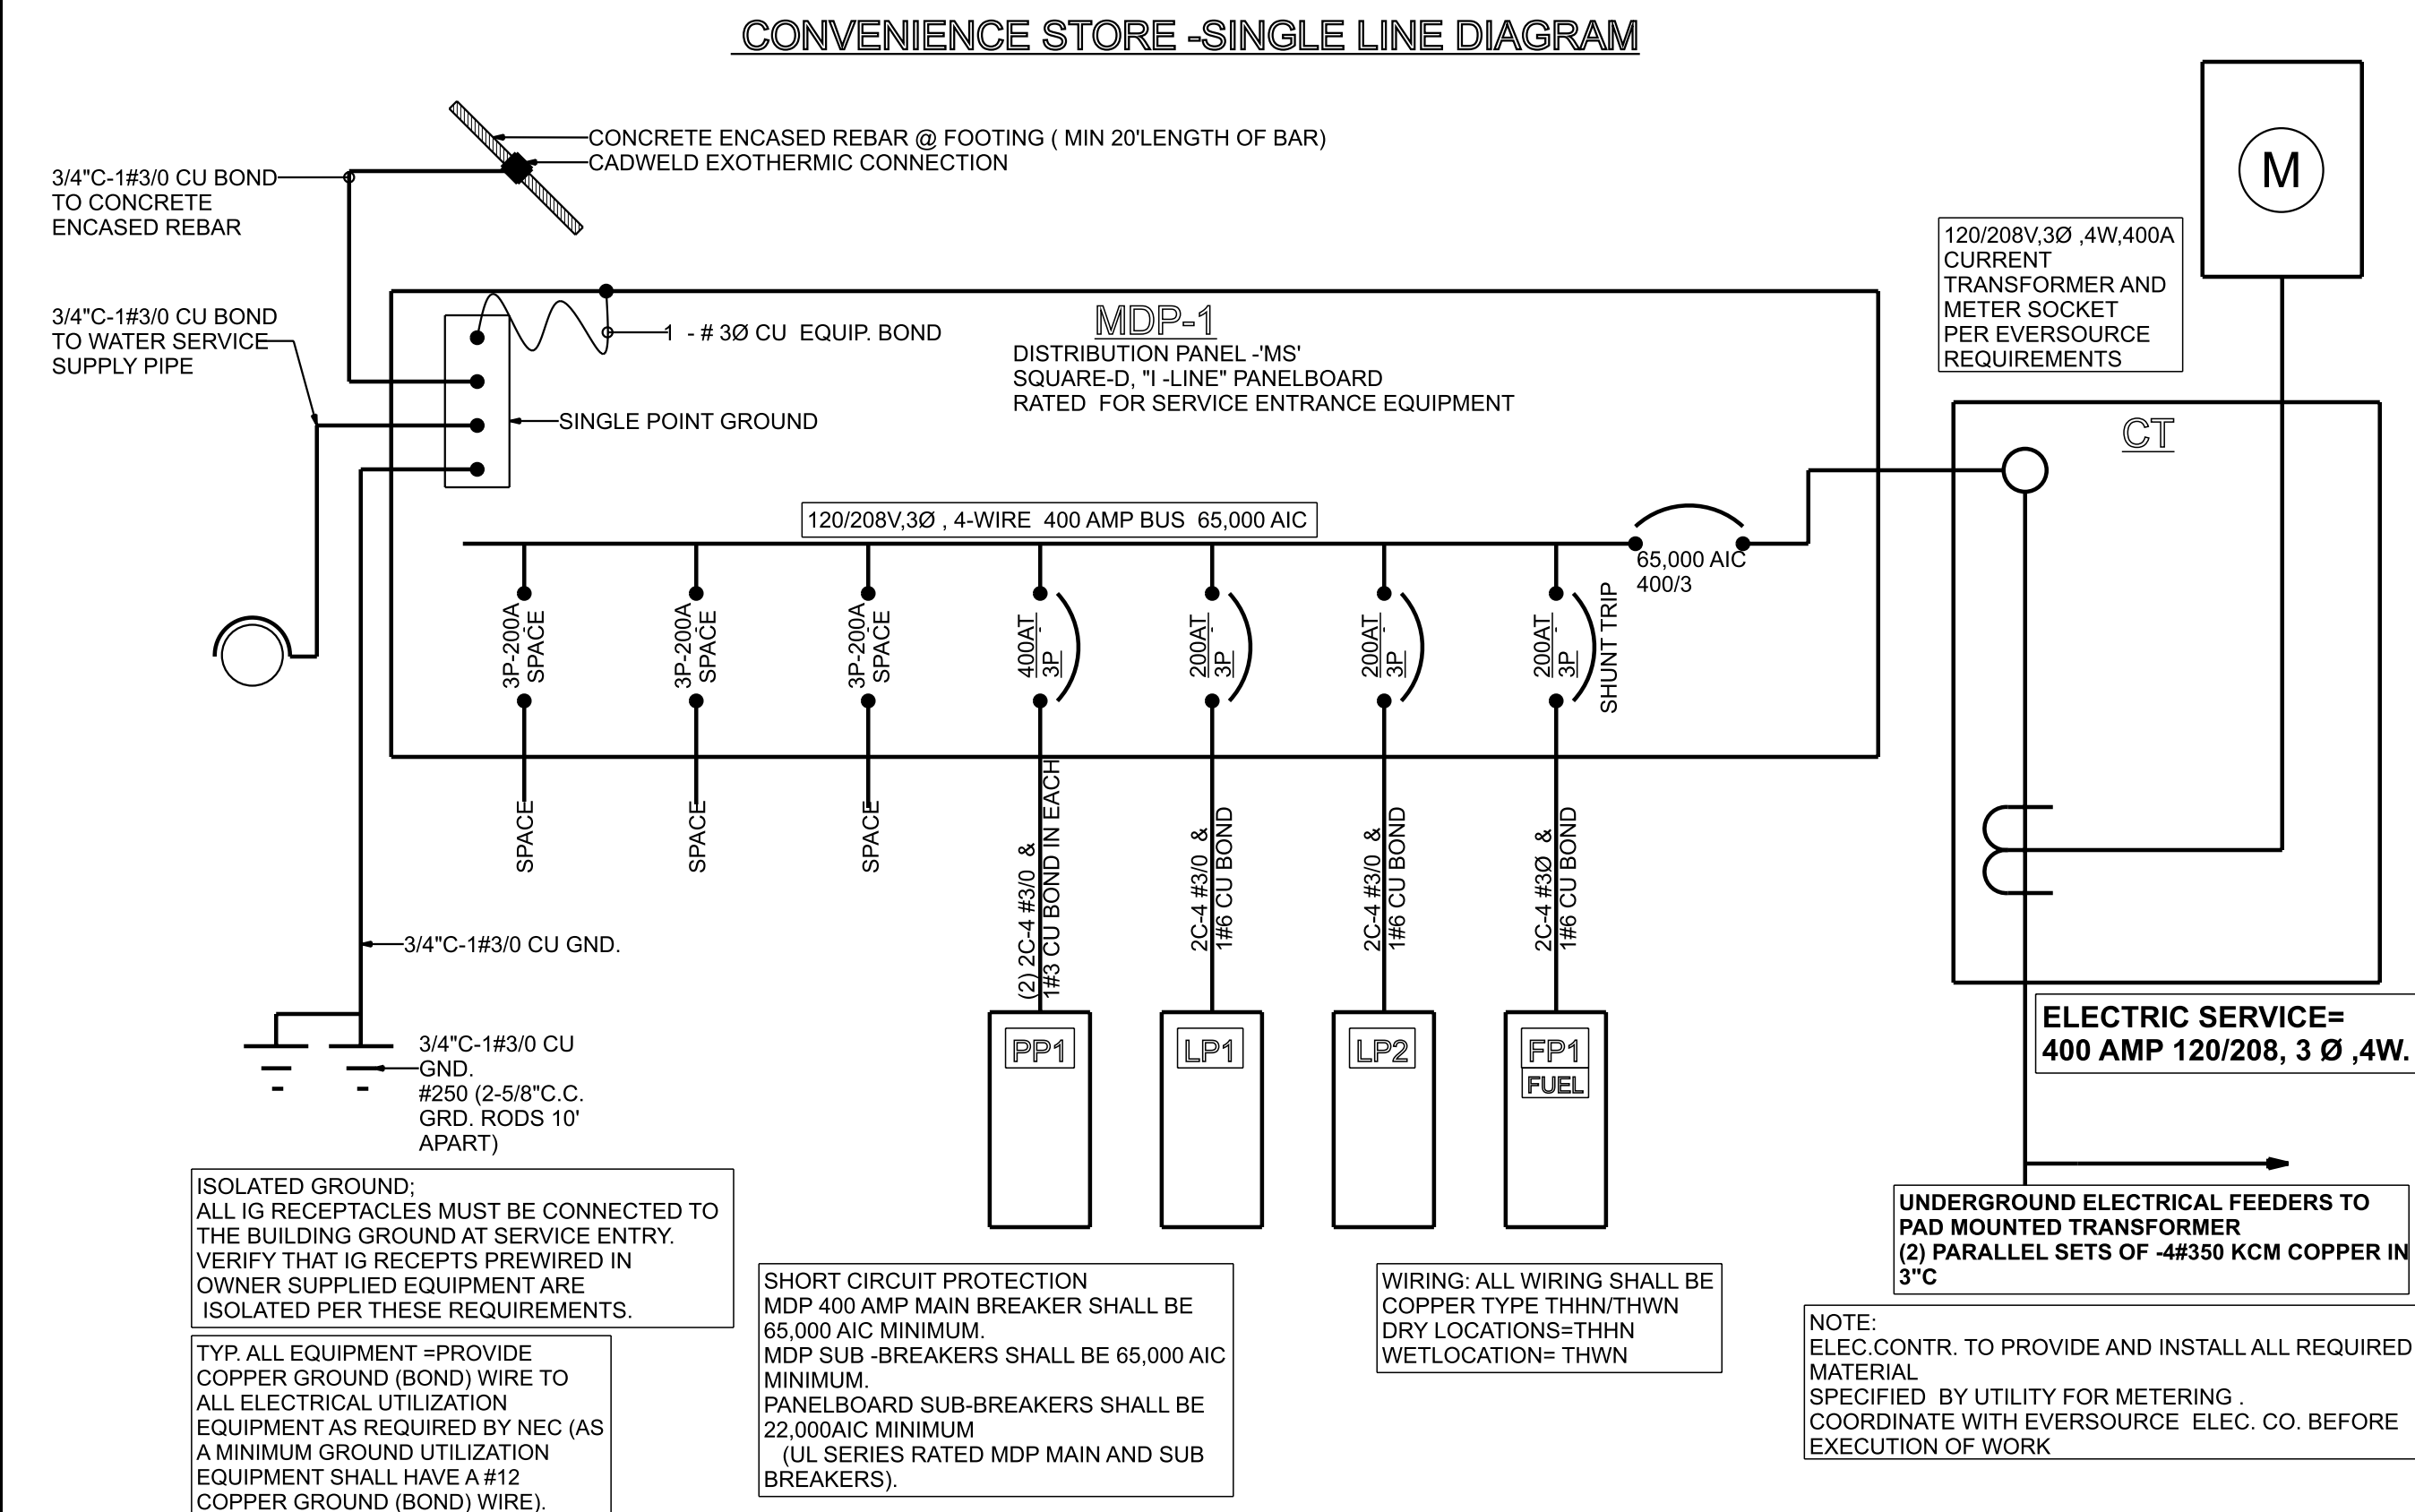 CONVENIENCE STORE -SINGLE LINE DIAGRAM
CONCRETE ENCASED REBAR @ FOOTING ( MIN 20'LENGTH OF BAR)
CADWELD EXOTHERMIC CONNECTION
3/4"C-1#3/0 CU BOND
TO CONCRETE
ENCASED REBAR
M
120/208V,3Ø ,4W,400A
CURRENT
TRANSFORMER AND
METER SOCKET
PER EVERSOURCE
REQUIREMENTS
3/4"C-1#3/0 CU BOND
TO WATER SERVICE
SUPPLY PIPE
1 - # 3Ø CU EQUIP. BOND
MDP-1
DISTRIBUTION PANEL -'MS'
SQUARE-D, "I -LINE" PANELBOARD
RATED FOR SERVICE ENTRANCE EQUIPMENT
SINGLE POINT GROUND
CT
120/208V,3Ø , 4-WIRE 400 AMP BUS 65,000 AIC
65,000 AIC
400/3
3P-200A
SPACE
3P-200A
SPACE
3P-200A
SPACE
400AT
3P
200AT
3P
200AT
3P
200AT
3P
SHUNT TRIP
SPACE
SPACE
SPACE
(2) 2C-4 #3/0 &
1#3 CU BOND IN EACH
2C-4 #3/0 &
1#6 CU BOND
2C-4 #3/0 &
1#6 CU BOND
2C-4 #3Ø &
1#6 CU BOND
3/4"C-1#3/0 CU GND.
3/4"C-1#3/0 CU
GND.
#250 (2-5/8"C.C.
GRD. RODS 10'
APART)
PP1
LP1
LP2
FP1
FUEL
ELECTRIC SERVICE=
400 AMP 120/208, 3 Ø ,4W.
UNDERGROUND ELECTRICAL FEEDERS TO
PAD MOUNTED TRANSFORMER
(2) PARALLEL SETS OF -4#350 KCM COPPER IN
3"C
ISOLATED GROUND;
ALL IG RECEPTACLES MUST BE CONNECTED TO
THE BUILDING GROUND AT SERVICE ENTRY.
VERIFY THAT IG RECEPTS PREWIRED IN
OWNER SUPPLIED EQUIPMENT ARE
ISOLATED PER THESE REQUIREMENTS.
TYP. ALL EQUIPMENT =PROVIDE
COPPER GROUND (BOND) WIRE TO
ALL ELECTRICAL UTILIZATION
EQUIPMENT AS REQUIRED BY NEC (AS
A MINIMUM GROUND UTILIZATION
EQUIPMENT SHALL HAVE A #12
COPPER GROUND (BOND) WIRE).
SHORT CIRCUIT PROTECTION
MDP 400 AMP MAIN BREAKER SHALL BE
65,000 AIC MINIMUM.
MDP SUB -BREAKERS SHALL BE 65,000 AIC
MINIMUM.
PANELBOARD SUB-BREAKERS SHALL BE
22,000AIC MINIMUM
(UL SERIES RATED MDP MAIN AND SUB
BREAKERS).
WIRING: ALL WIRING SHALL BE
COPPER TYPE THHN/THWN
DRY LOCATIONS=THHN
WETLOCATION= THWN
NOTE:
ELEC.CONTR. TO PROVIDE AND INSTALL ALL REQUIRED
MATERIAL
SPECIFIED BY UTILITY FOR METERING .
COORDINATE WITH EVERSOURCE ELEC. CO. BEFORE
EXECUTION OF WORK